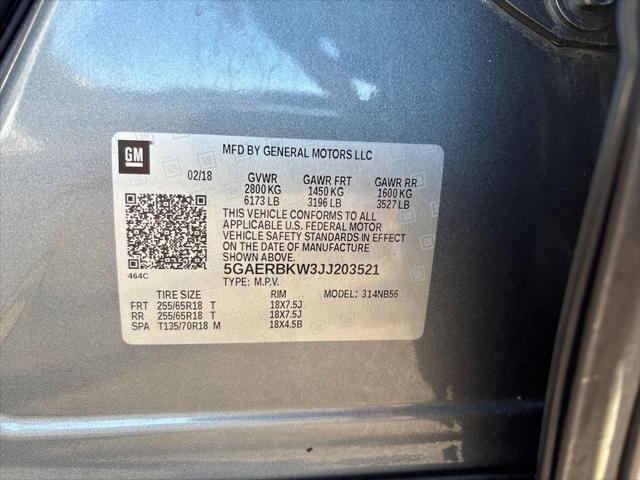 GM
MFD BY GENERAL MOTORS LLC
02/18 GVWR GAWR FRT GAWR RR
2800 KG 1450 KG 1600 KG
6173 LB 3196 LB 3527 LB
THIS VEHICLE CONFORMS TO ALL
APPLICABLE U.S. FEDERAL MOTOR
VEHICLE SAFETY STANDARDS IN EFFECT
ON THE DATE OF MANUFACTURE
SHOWN ABOVE.
464C
5GAERBKW3JJ203521
TYPE: M.P.V.
TIRE SIZE RIM MODEL: 314NB56
FRT 255/65R18 T 18X7.5J
RR 255/65R18 T 18X7.5J
SPA T135/70R18 M 18X4.5B